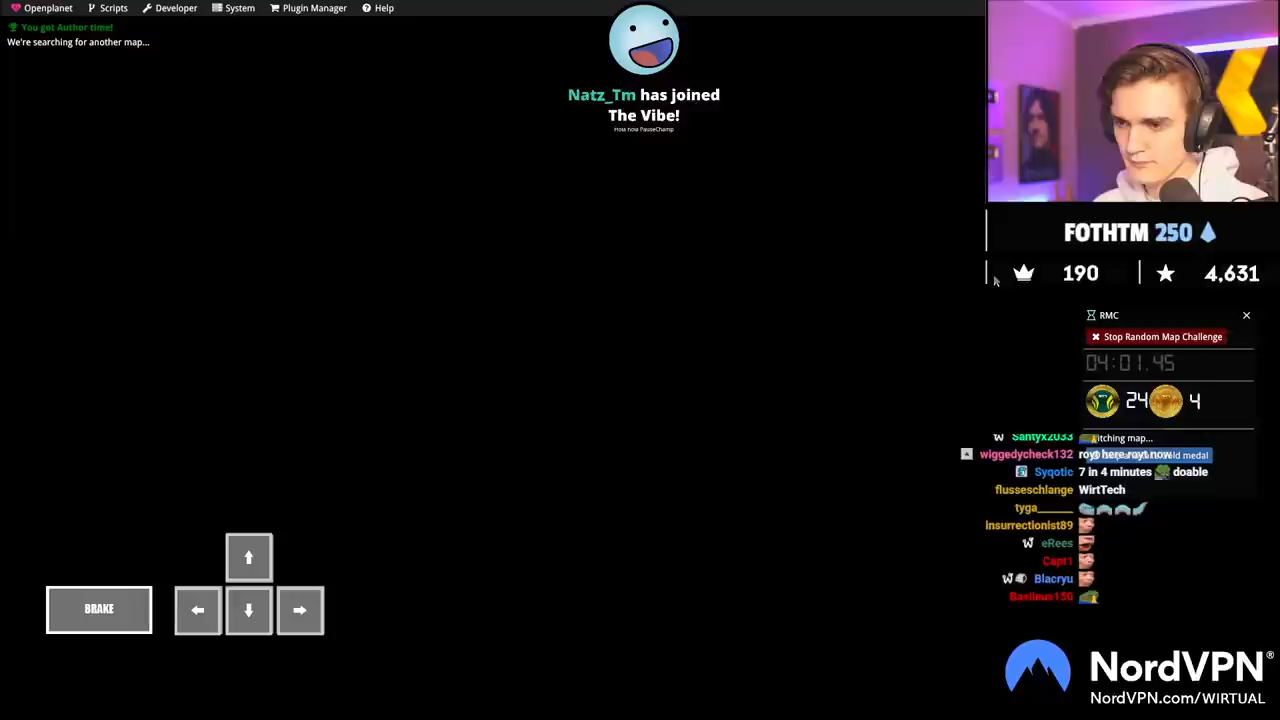 Openplanet Scripts Developer System Plugin Manager Help
You got Author time!
We're searching for another map...
Natz_Tm has joined
The Vibe!
FOTHTM 250
190 4,631
RMC
Stop Random Map Challenge
04:01.45
24 4
Santyx2033 itching map...
wiggedycheck132
Syqotic 7 in 4 minutes doable
flusseschlange WirtTech
tyga______
insurrectionist89
eRees
Capt1
Blacryu
Basileus150
BRAKE
NordVPN®
NordVPN.com/WIRTUAL